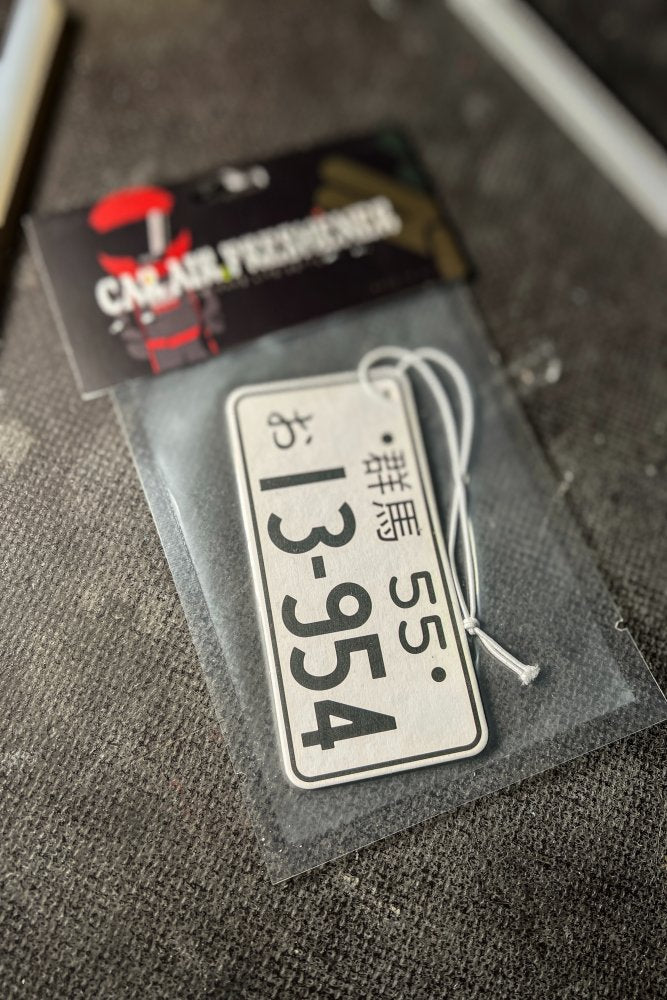 CAR AIR FRESHENER
群馬 55
お 13-954